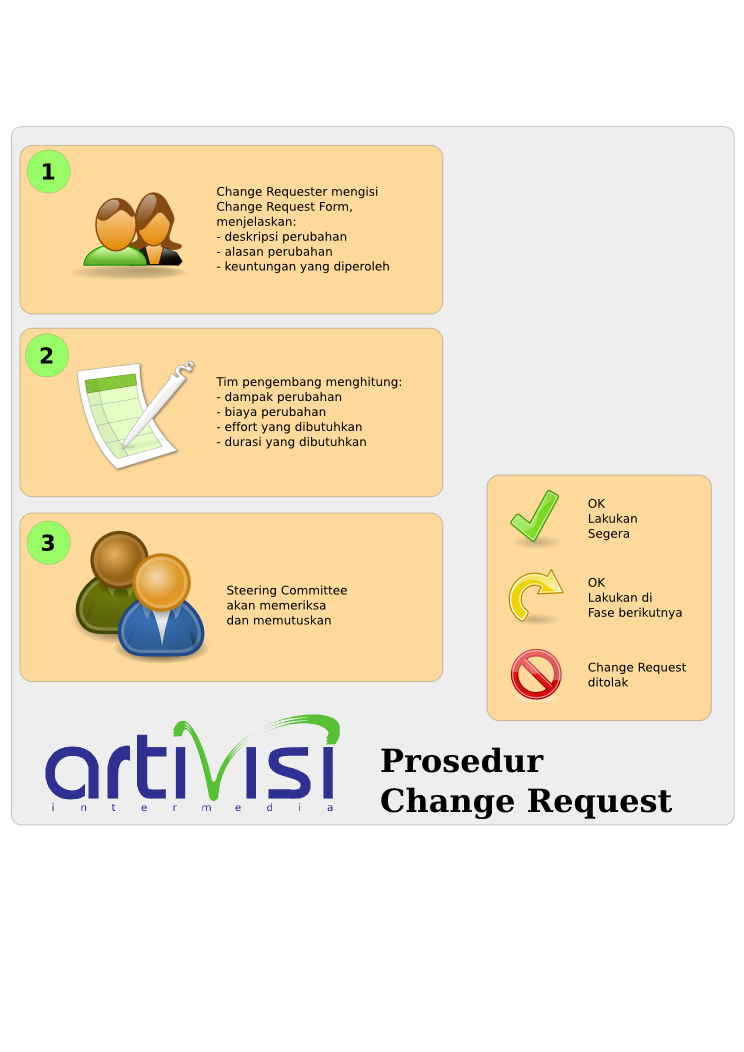 1
Change Requester mengisi
Change Request Form,
menjelaskan:
- deskripsi perubahan
- alasan perubahan
- keuntungan yang diperoleh
2
Tim pengembang menghitung:
- dampak perubahan
- biaya perubahan
- effort yang dibutuhkan
- durasi yang dibutuhkan
3
Steering Committee
akan memeriksa
dan memutuskan
OK
Lakukan
Segera
OK
Lakukan di
Fase berikutnya
Change Request
ditolak
artivisi
intermedia
Prosedur
Change Request